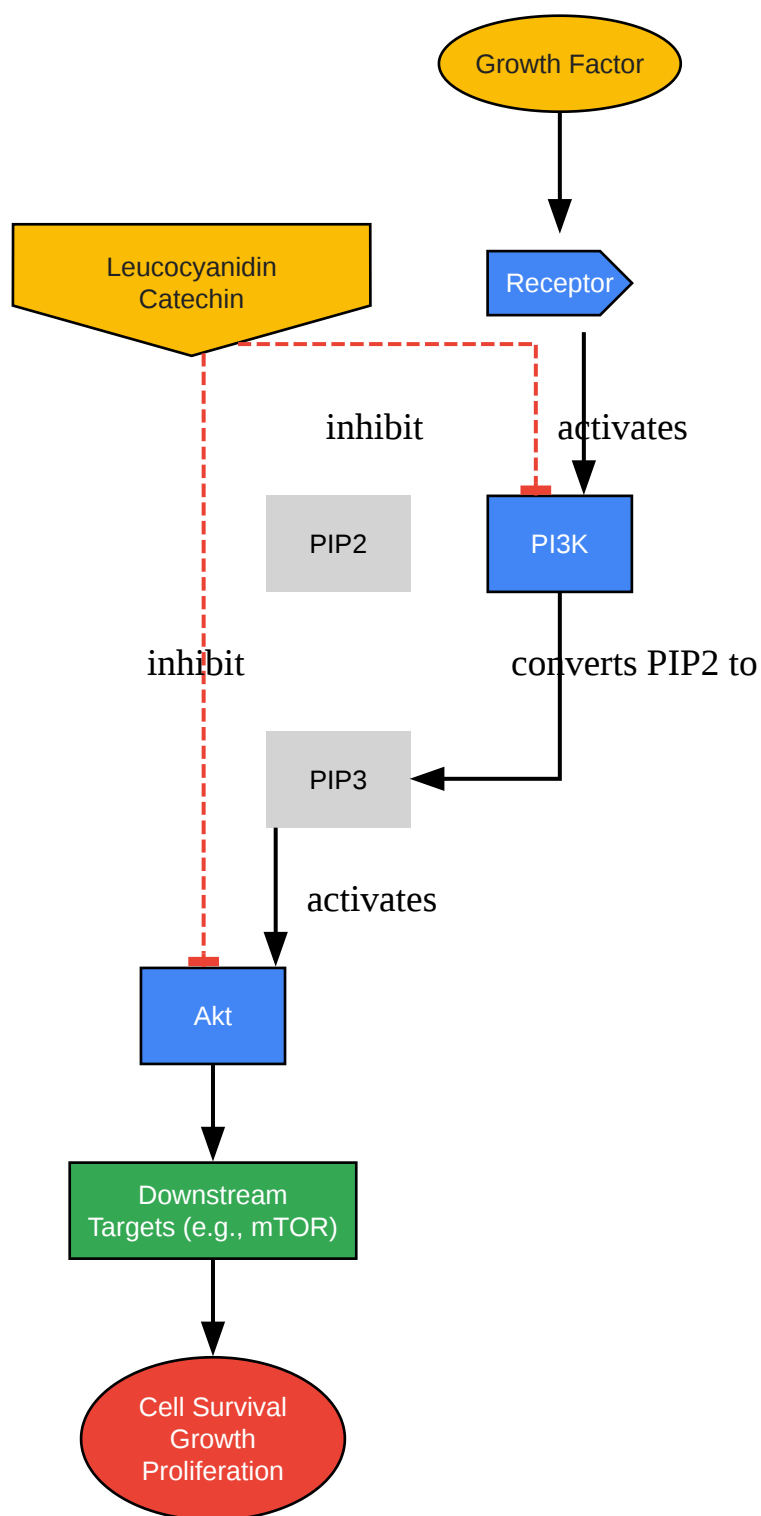 Growth Factor
Leucocyanidin
Catechin
Receptor
inhibit
activates
PIP2
PI3K
inhibit
converts PIP2 to
PIP3
activates
Akt
Downstream
Targets (e.g., mTOR)
Cell Survival
Growth
Proliferation